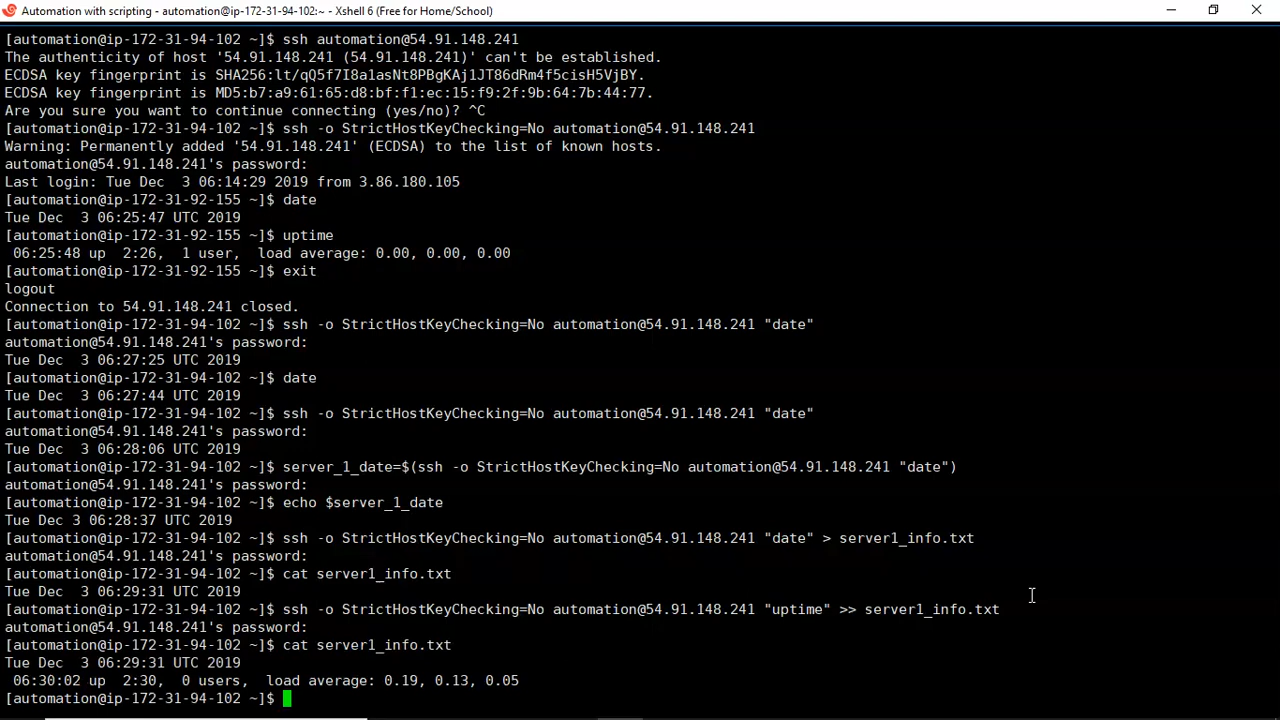 Automation with scripting - automation@ip-172-31-94-102:~ - Xshell 6 (Free for Home/School)
[automation@ip-172-31-94-102 ~]$ ssh automation@54.91.148.241
The authenticity of host '54.91.148.241 (54.91.148.241)' can't be established.
ECDSA key fingerprint is SHA256:lt/qQ5f7I8a1asNt8PBgKAj1JT86dRm4f5cisH5VjBY.
ECDSA key fingerprint is MD5:b7:a9:61:65:d8:bf:f1:ec:15:f9:2f:9b:64:7b:44:77.
Are you sure you want to continue connecting (yes/no)? ^C
[automation@ip-172-31-94-102 ~]$ ssh -o StrictHostKeyChecking=No automation@54.91.148.241
Warning: Permanently added '54.91.148.241' (ECDSA) to the list of known hosts.
automation@54.91.148.241's password:
Last login: Tue Dec  3 06:14:29 2019 from 3.86.180.105
[automation@ip-172-31-92-155 ~]$ date
Tue Dec  3 06:25:47 UTC 2019
[automation@ip-172-31-92-155 ~]$ uptime
 06:25:48 up  2:26,  1 user,  load average: 0.00, 0.00, 0.00
[automation@ip-172-31-92-155 ~]$ exit
logout
Connection to 54.91.148.241 closed.
[automation@ip-172-31-94-102 ~]$ ssh -o StrictHostKeyChecking=No automation@54.91.148.241 "date"
automation@54.91.148.241's password:
Tue Dec  3 06:27:25 UTC 2019
[automation@ip-172-31-94-102 ~]$ date
Tue Dec  3 06:27:44 UTC 2019
[automation@ip-172-31-94-102 ~]$ ssh -o StrictHostKeyChecking=No automation@54.91.148.241 "date"
automation@54.91.148.241's password:
Tue Dec  3 06:28:06 UTC 2019
[automation@ip-172-31-94-102 ~]$ server_1_date=$(ssh -o StrictHostKeyChecking=No automation@54.91.148.241 "date")
automation@54.91.148.241's password:
[automation@ip-172-31-94-102 ~]$ echo $server_1_date
Tue Dec 3 06:28:37 UTC 2019
[automation@ip-172-31-94-102 ~]$ ssh -o StrictHostKeyChecking=No automation@54.91.148.241 "date" > server1_info.txt
automation@54.91.148.241's password:
[automation@ip-172-31-94-102 ~]$ cat server1_info.txt
Tue Dec  3 06:29:31 UTC 2019
[automation@ip-172-31-94-102 ~]$ ssh -o StrictHostKeyChecking=No automation@54.91.148.241 "uptime" >> server1_info.txt
automation@54.91.148.241's password:
[automation@ip-172-31-94-102 ~]$ cat server1_info.txt
Tue Dec  3 06:29:31 UTC 2019
 06:30:02 up  2:30,  0 users,  load average: 0.19, 0.13, 0.05
[automation@ip-172-31-94-102 ~]$